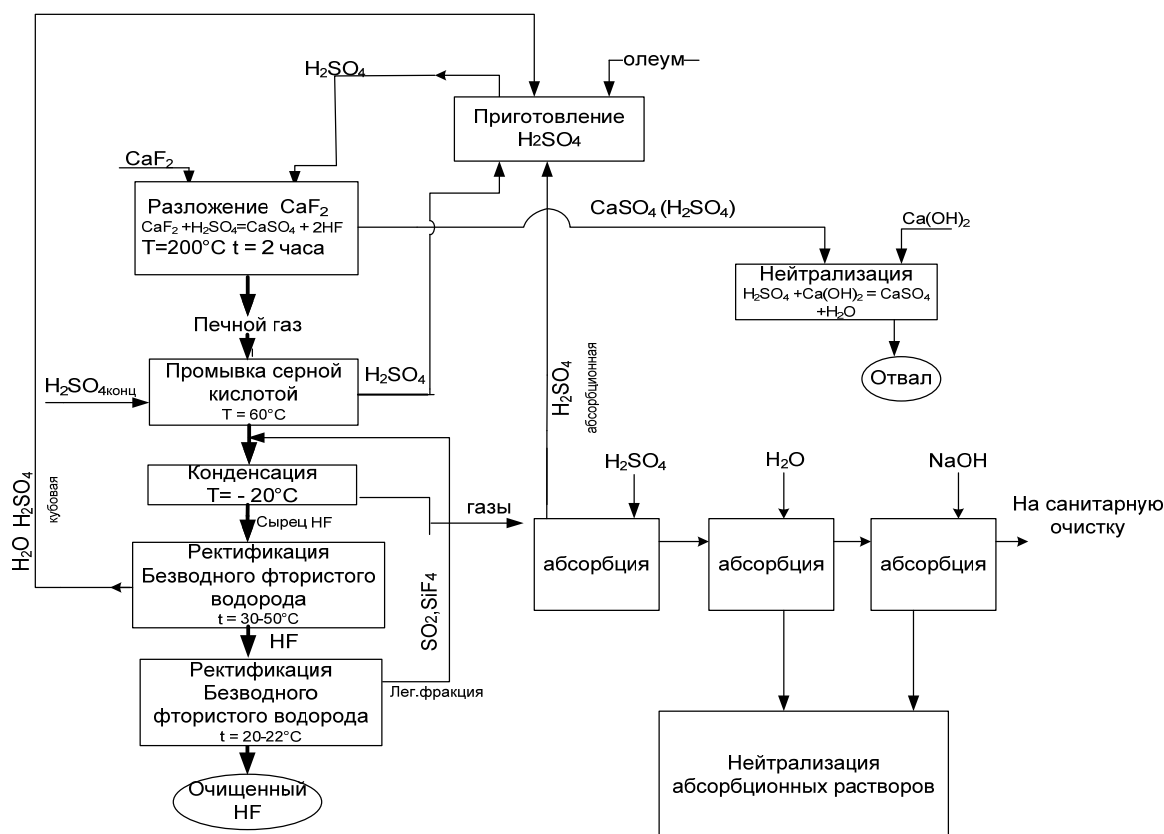 олеум
H₂SO₄
Приготовление
H₂SO₄
CaF₂
Разложение CaF₂
CaF₂ +H₂SO₄=CaSO₄ + 2HF
T=200°C t = 2 часа
CaSO₄ (H₂SO₄)
Ca(OH)₂
Нейтрализация
H₂SO₄ +Ca(OH)₂ = CaSO₄
+H₂O
Отвал
Печной газ
H₂SO₄конц
Промывка серной
кислотой
T = 60°C
H₂SO₄
H₂SO₄
абсорбционная
Конденсация
T= - 20°C
газы
Сырец HF
H₂O H₂SO₄
кубовая
Ректификация
Безводного фтористого
водорода
t = 30-50°C
HF
SO₂,SiF₄
Ректификация
Безводного
фтористого водорода
t = 20-22°C
Лег.фракция
Очищенный
HF
H₂SO₄
H₂O
NaOH
абсорбция
абсорбция
абсорбция
На санитарную
очистку
Нейтрализация
абсорбционных растворов